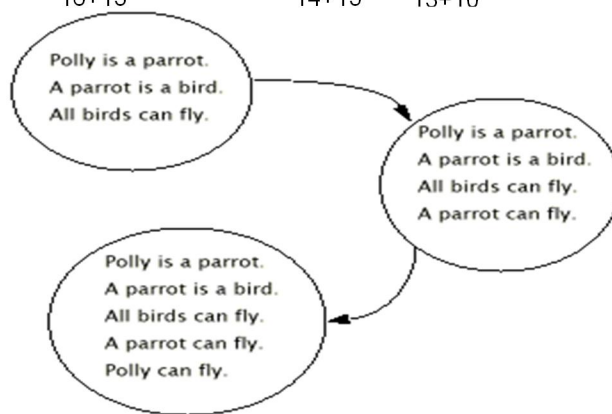 Polly is a parrot.
A parrot is a bird.
All birds can fly.
Polly is a parrot.
A parrot is a bird.
All birds can fly.
A parrot can fly.
Polly is a parrot.
A parrot is a bird.
All birds can fly.
A parrot can fly.
Polly can fly.